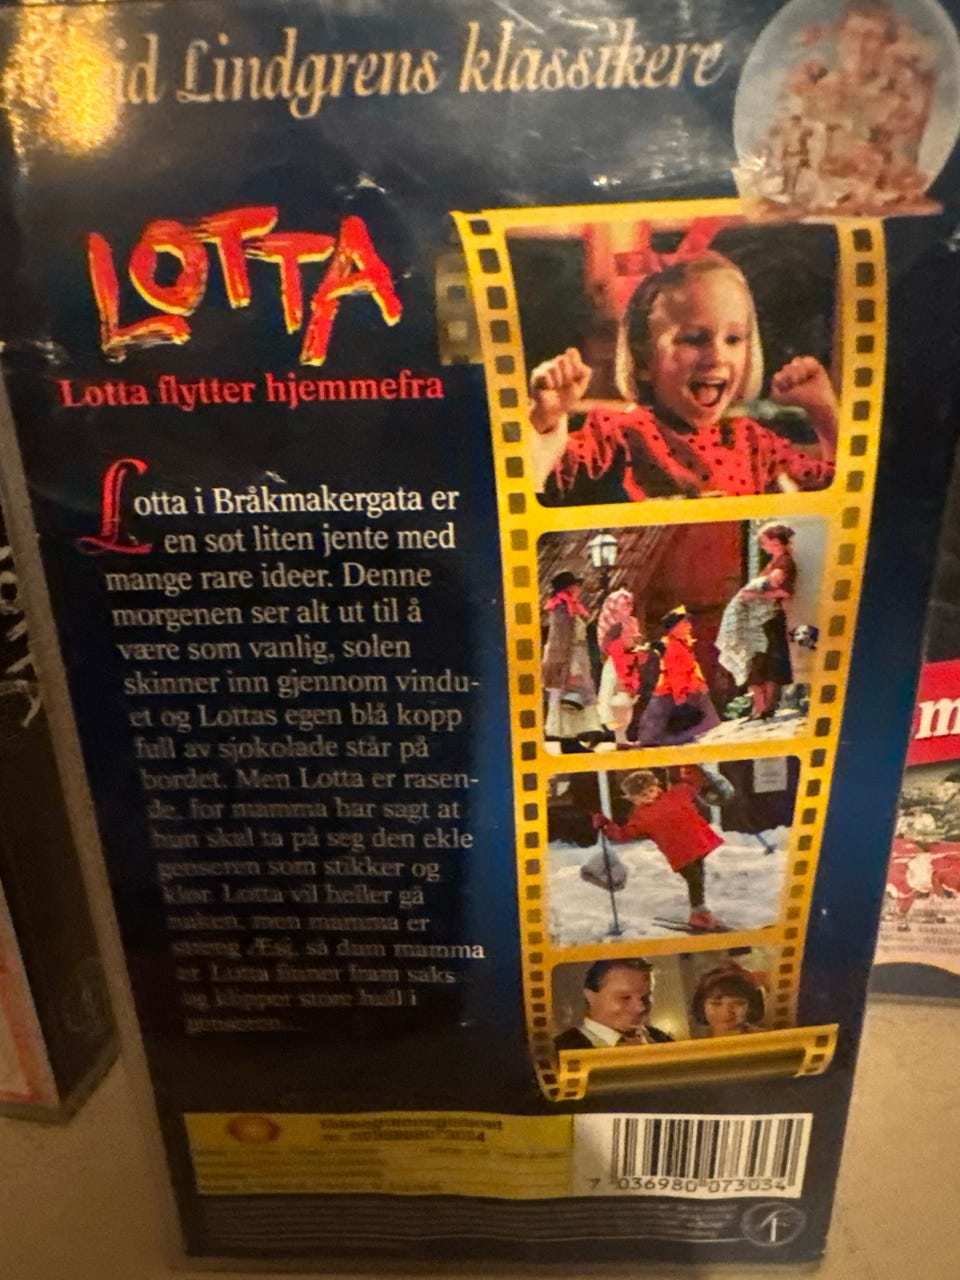 id Lindgrens klassikere
LOTTA
Lotta flytter hjemmefra
Lotta i Bråkmakergata er
en søt liten jente med
mange rare ideer. Denne
morgenen ser alt ut til å
være som vanlig, solen
skinner inn gjennom vindu-
et og Lottas egen blå kopp
full av sjokolade står på
bordet. Men Lotta er rasen-
de, for mamma har sagt at
hun skal ta på seg den ekle
genseren som stikker og
klør. Lotta vil heller gå
naken, men mamma er
streng. Æsj, så dum mamma
er. Lotta finner fram saks
og klipper store hull i
genseren...
7 036980 073034
m